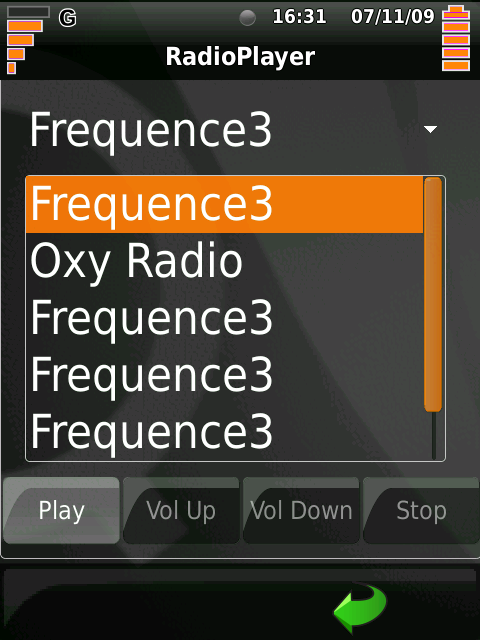 G 16:31 07/11/09
RadioPlayer
Frequence3
Frequence3
Oxy Radio
Frequence3
Frequence3
Frequence3
Play Vol Up Vol Down Stop